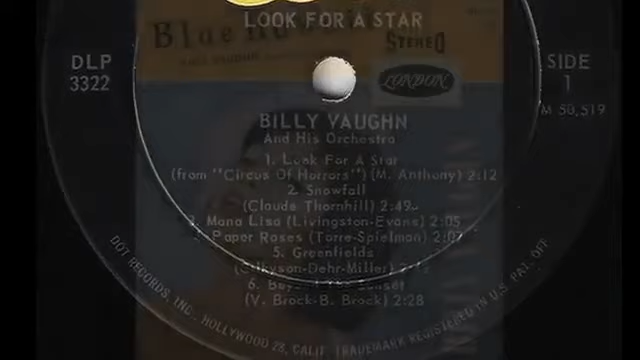 LOOK FOR A STAR
STEREO
LONDON
DLP
3322
SIDE
1
M 50,519
BILLY VAUGHN
And His Orchestra
1. Look For A Star
(from "Circus Of Horrors") (M. Anthony) 2:12
2. Snowfall
(Claude Thornhill) 2:49
3. Mona Lisa (Livingston-Evans) 2:05
Paper Roses (Torre-Spielman) 2:07
5. Greenfields
-Dehr-Miller)
6. Sunset
(V. Brock-B. Brock) 2:28
DOT RECORDS, INC. HOLLYWOOD 28, CALIF. TRADEMARK REGISTERED IN U.S. PAT. OFF